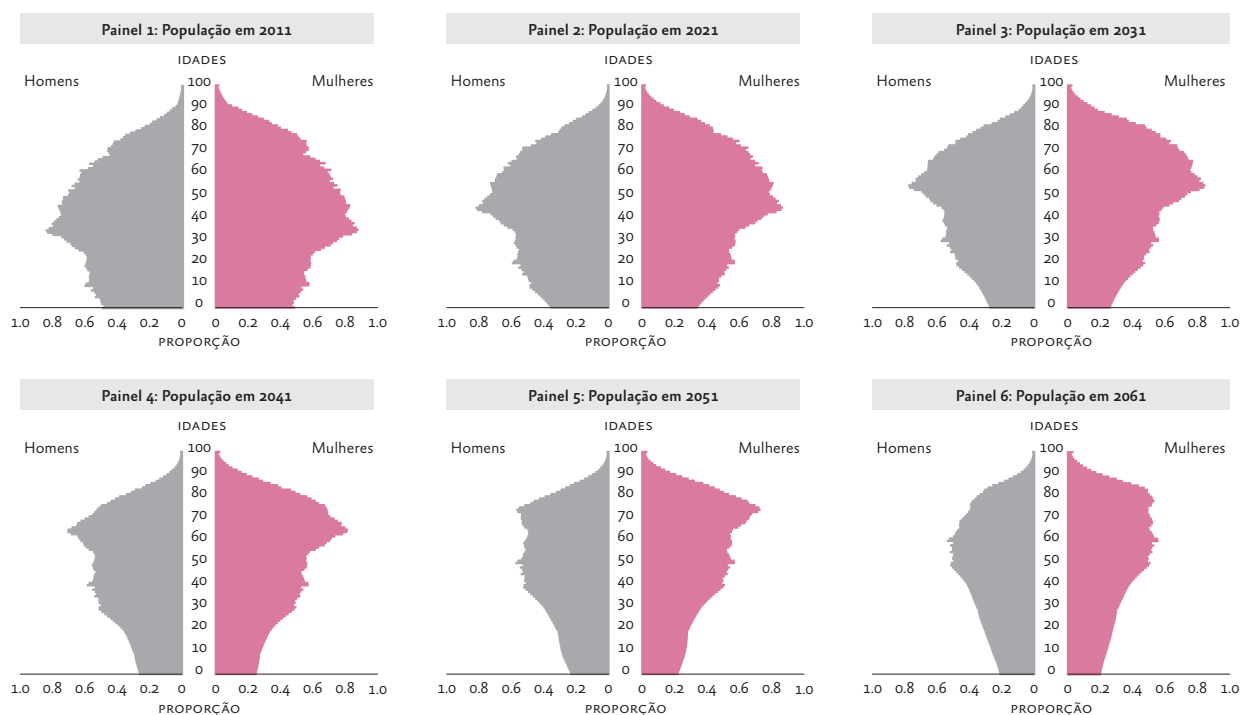 Painel 1: População em 2011
IDADES
Homens
Mulheres
100
90
80
70
60
50
40
30
20
10
0
1.0 0.8 0.6 0.4 0.2 0 0 0.2 0.4 0.6 0.8 1.0
PROPORÇÃO
Painel 2: População em 2021
IDADES
Homens
Mulheres
100
90
80
70
60
50
40
30
20
10
0
1.0 0.8 0.6 0.4 0.2 0 0 0.2 0.4 0.6 0.8 1.0
PROPORÇÃO
Painel 3: População em 2031
IDADES
Homens
Mulheres
100
90
80
70
60
50
40
30
20
10
0
1.0 0.8 0.6 0.4 0.2 0 0 0.2 0.4 0.6 0.8 1.0
PROPORÇÃO
Painel 4: População em 2041
IDADES
Homens
Mulheres
100
90
80
70
60
50
40
30
20
10
0
1.0 0.8 0.6 0.4 0.2 0 0 0.2 0.4 0.6 0.8 1.0
PROPORÇÃO
Painel 5: População em 2051
IDADES
Homens
Mulheres
100
90
80
70
60
50
40
30
20
10
0
1.0 0.8 0.6 0.4 0.2 0 0 0.2 0.4 0.6 0.8 1.0
PROPORÇÃO
Painel 6: População em 2061
IDADES
Homens
Mulheres
100
90
80
70
60
50
40
30
20
10
0
1.0 0.8 0.6 0.4 0.2 0 0 0.2 0.4 0.6 0.8 1.0
PROPORÇÃO